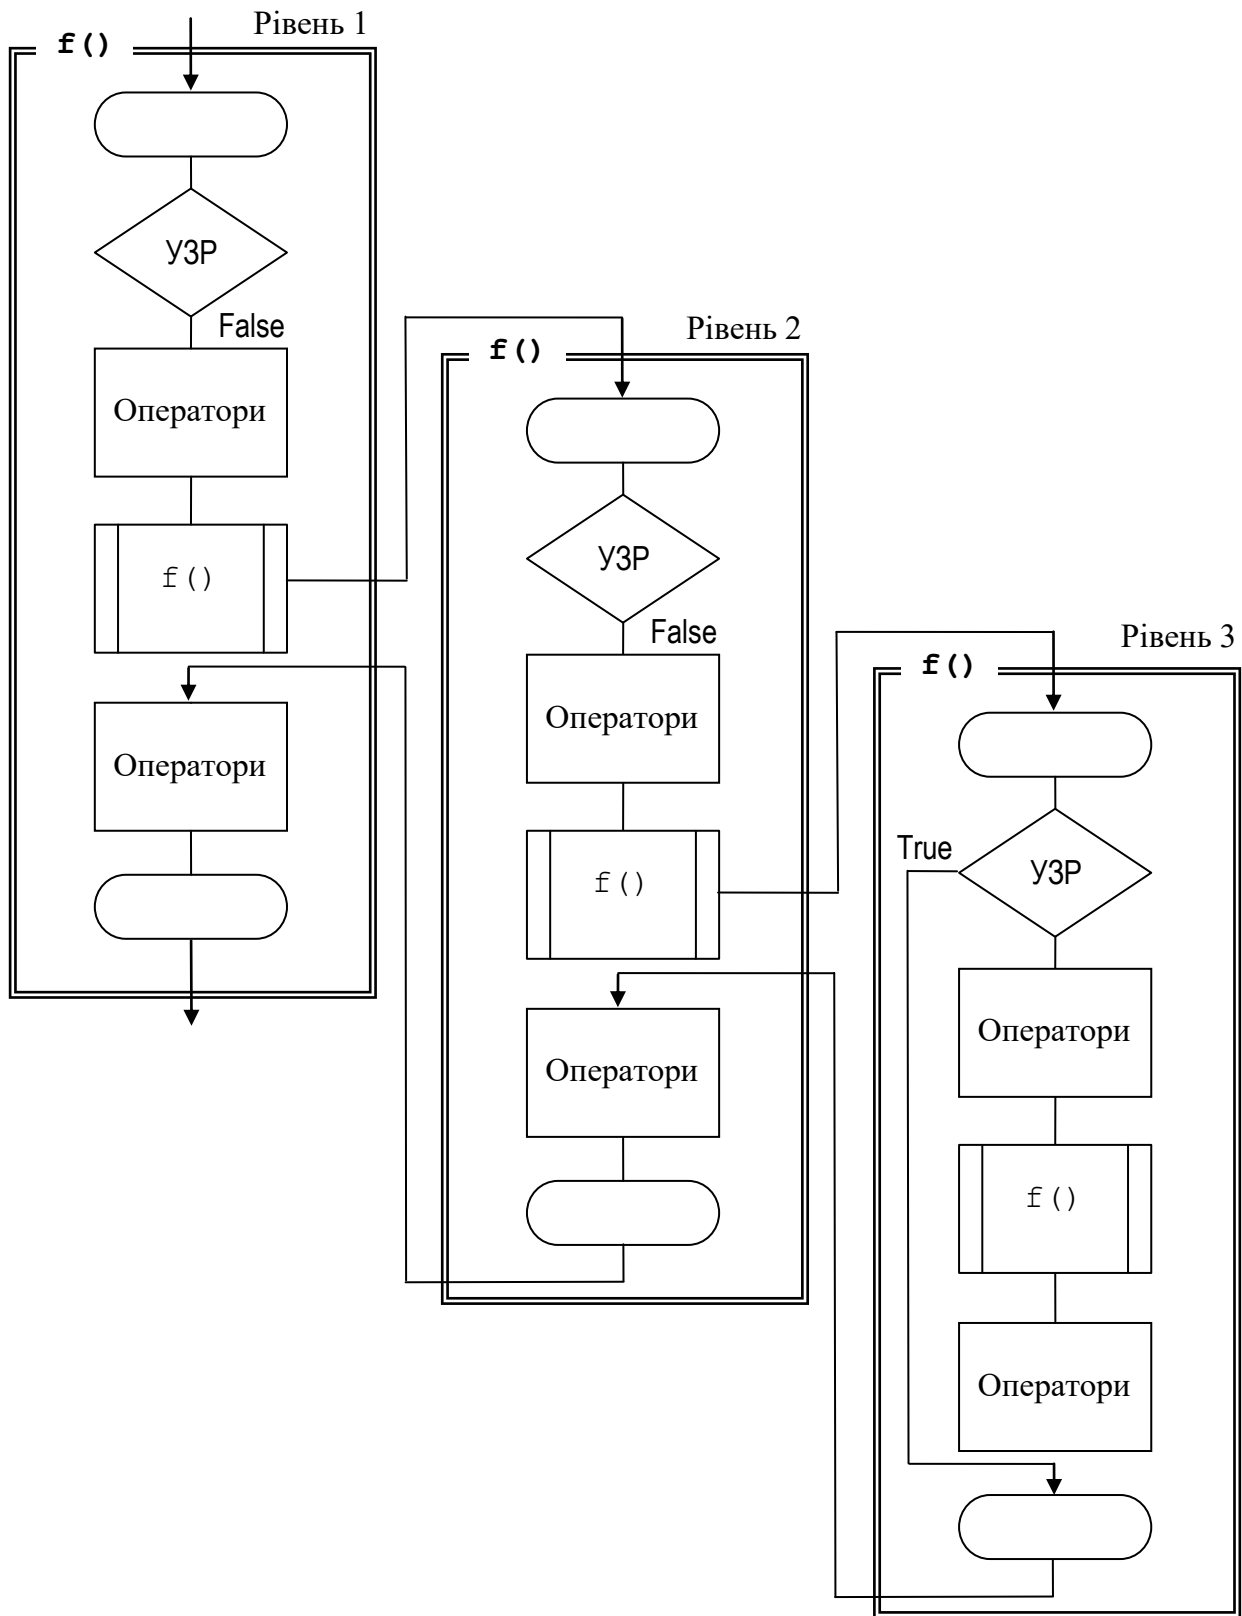 Рівень 1
f()
УЗР
False
Оператори
f()
Оператори
Рівень 2
f()
УЗР
False
Оператори
f()
Оператори
Рівень 3
f()
True
УЗР
Оператори
f()
Оператори